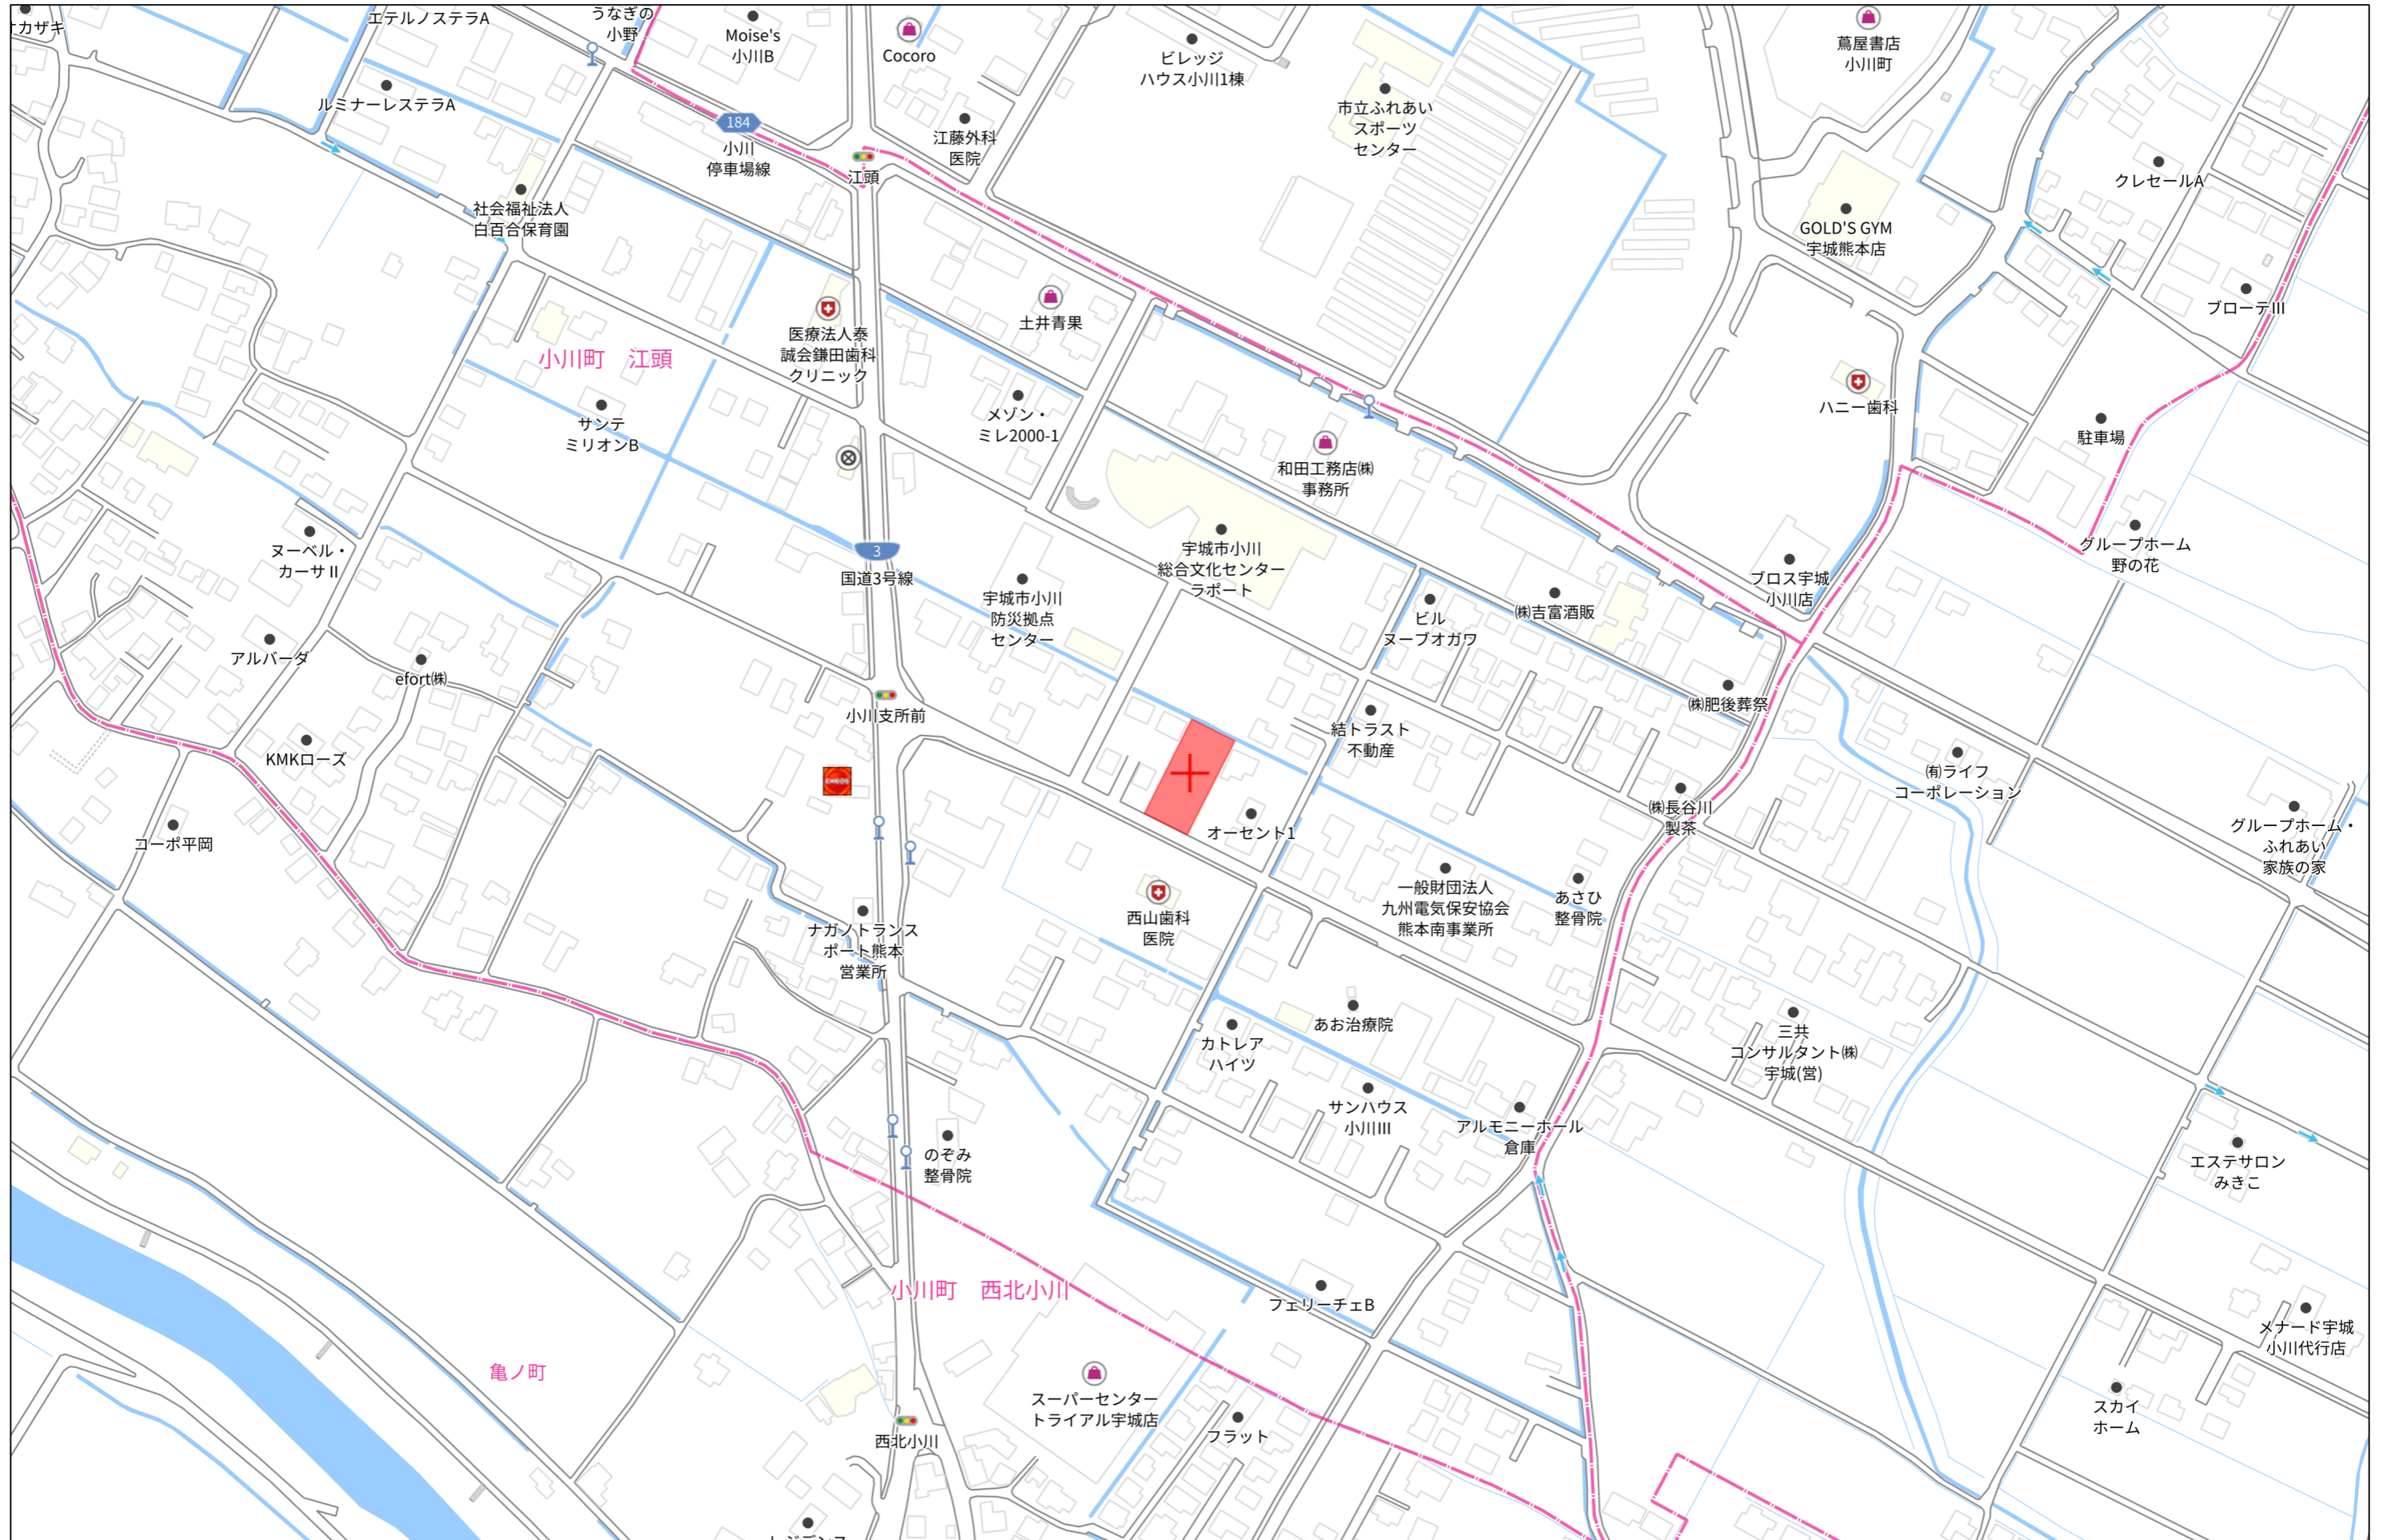 エテルノステラA
うなぎの
小野
Moise's
小川B
Cocoro
ビレッジ
ハウス小川1棟
蔦屋書店
小川町
ルミナーレステラA
184
小川
停車場線
江藤外科
医院
江頭
市立ふれあい
スポーツ
センター
クレセールA
社会福祉法人
白百合保育園
GOLD'S GYM
宇城熊本店
ブローテIII
医療法人泰
誠会鎌田歯科
クリニック
土井青果
小川町 江頭
サンテ
ミリオンB
メゾン・
ミレ2000-1
ハニー歯科
駐車場
和田工務店㈱
事務所
ヌーベル・
カーサⅡ
3
国道3号線
宇城市小川
総合文化センター
ラポート
グループホーム
野の花
ブロス宇城
小川店
宇城市小川
防災拠点
センター
ビル
ヌーブオガワ
㈱吉富酒販
アルバーダ
efort㈱
㈱肥後葬祭
小川支所前
結トラスト
不動産
KMKローズ
ENEOS
㈲ライフ
コーポレーション
㈱長谷川
製茶
コーポ平岡
オーセント1
グループホーム・
ふれあい
家族の家
西山歯科
医院
一般財団法人
九州電気保安協会
熊本南事業所
あさひ
整骨院
ナガノトランス
ポート熊本
営業所
カトレア
ハイツ
あお治療院
三共
コンサルタント㈱
宇城(営)
サンハウス
小川III
アルモニーホール
倉庫
のぞみ
整骨院
エステサロン
みきこ
小川町 西北小川
フェリーチェB
メナード宇城
小川代行店
亀ノ町
スーパーセンター
トライアル宇城店
フラット
スカイ
ホーム
西北小川